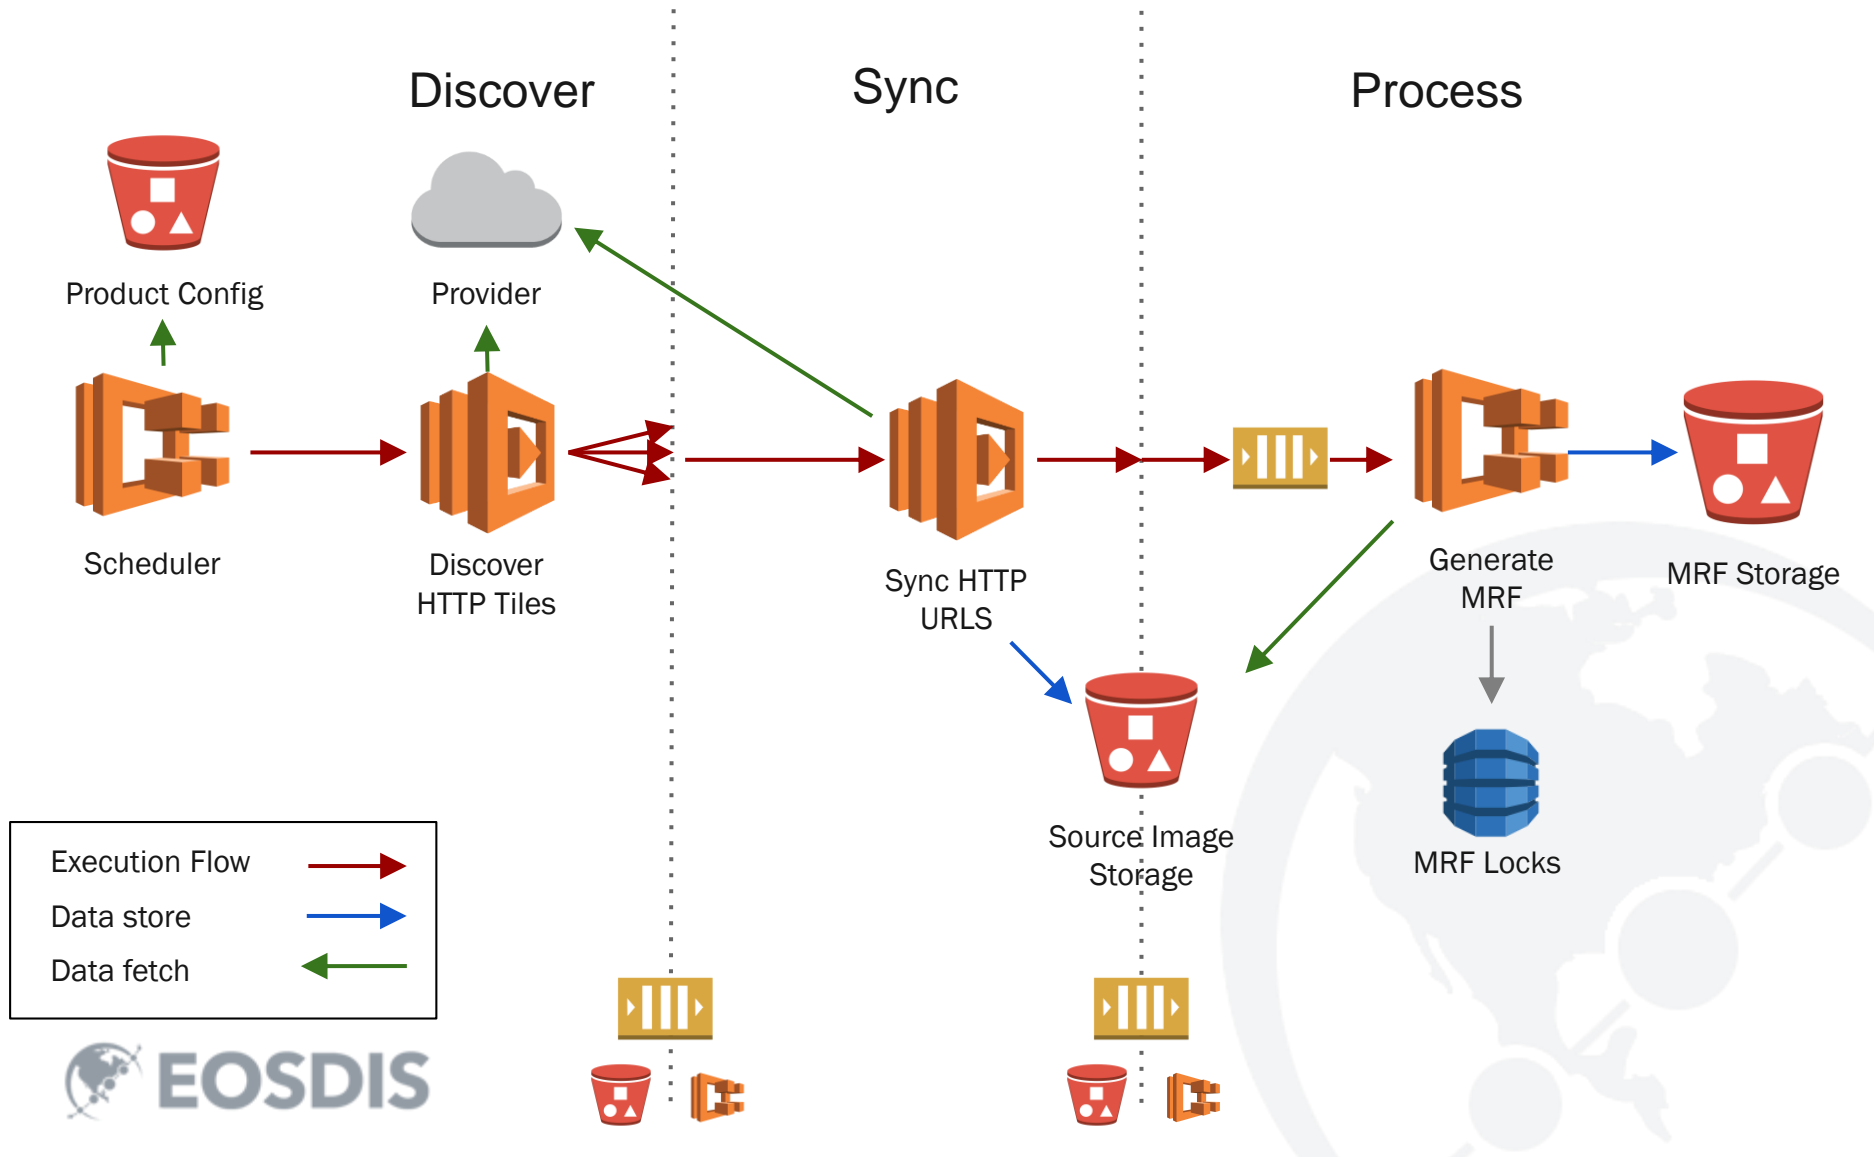 Discover
Sync
Process
Product Config
Provider
Scheduler
Discover
HTTP Tiles
Sync HTTP
URLS
Generate
MRF
MRF Storage
Source Image
Storage
MRF Locks
Execution Flow
Data store
Data fetch
EOSDIS